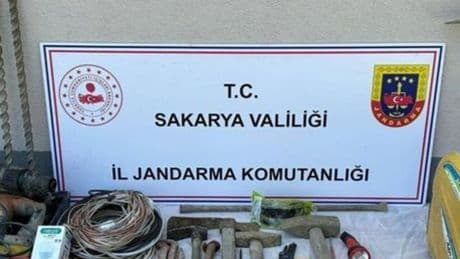 T.C.
SAKARYA VALİLİĞİ
İL JANDARMA KOMUTANLIĞI
JANDARMA